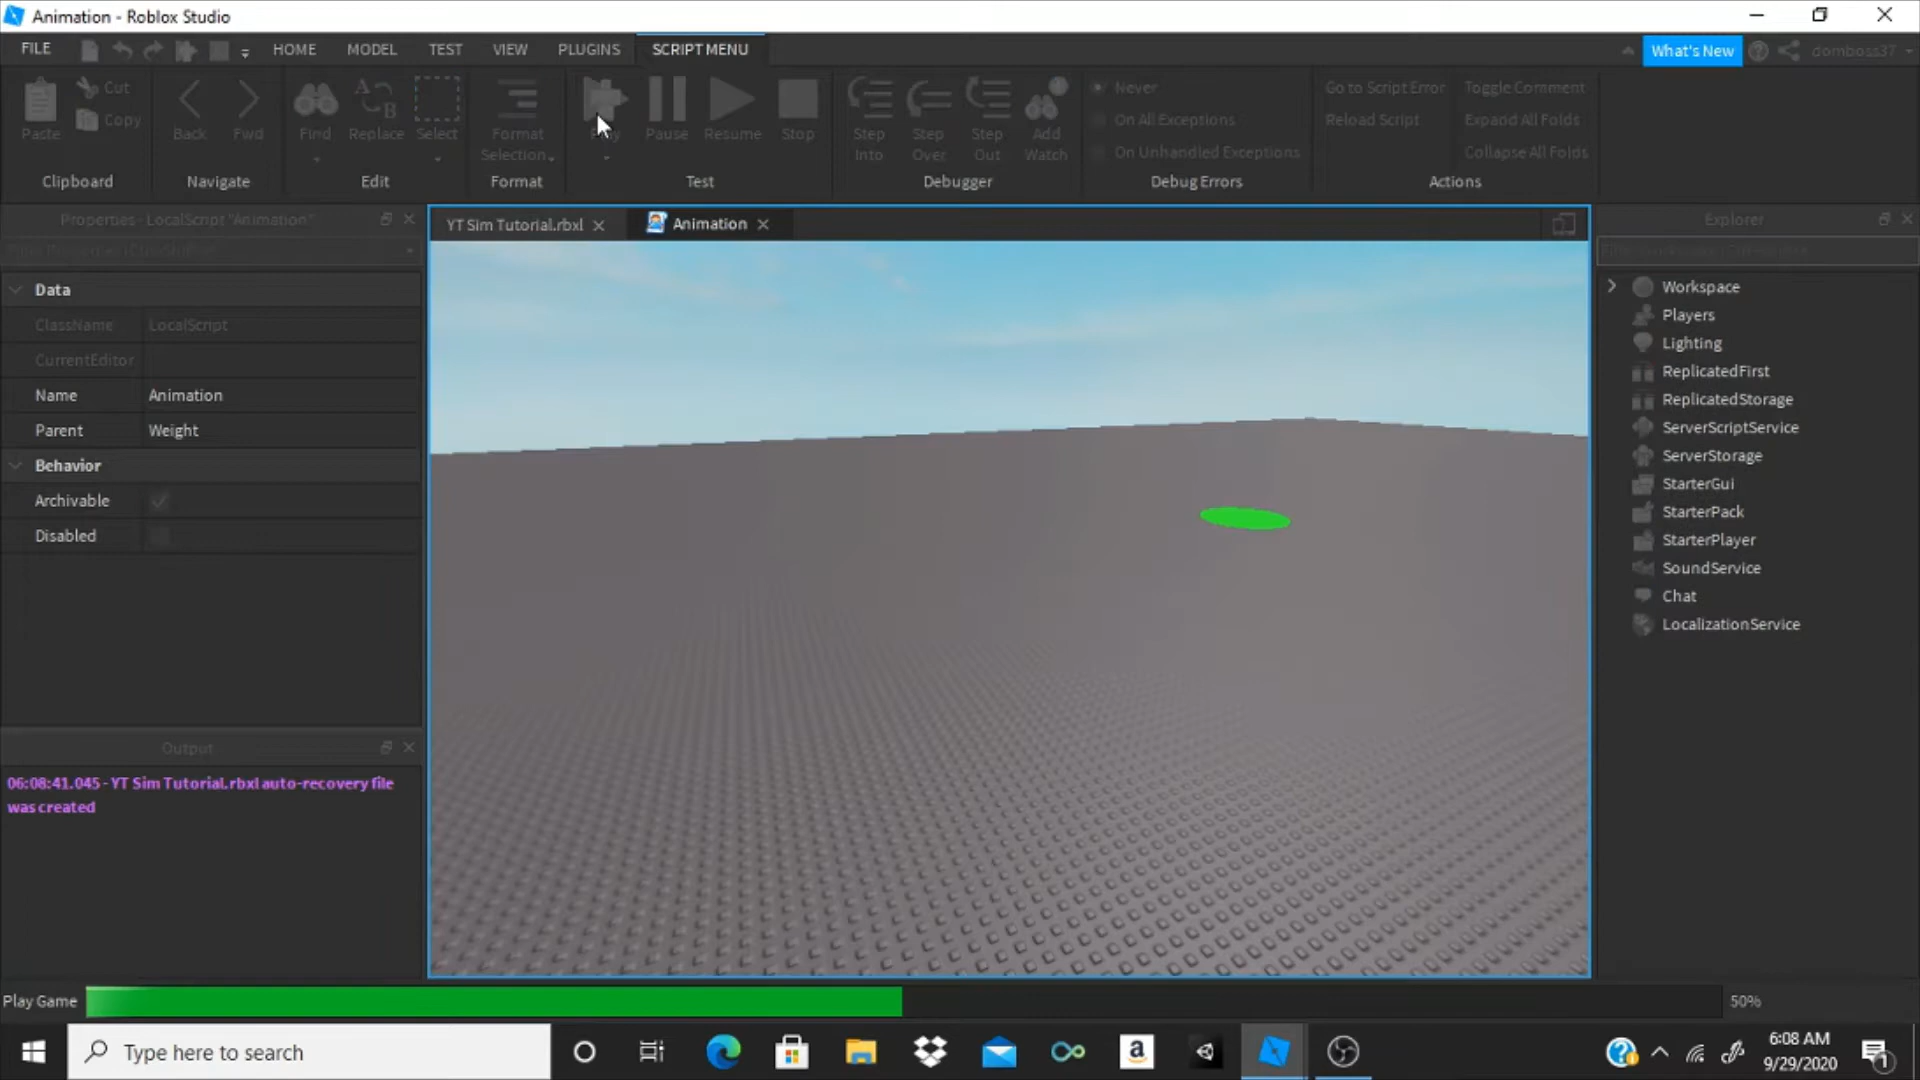 Animation - Roblox Studio
FILE HOME MODEL TEST VIEW PLUGINS SCRIPT MENU What's New domboss37
Paste Cut Copy Back Fwd Find Replace Select Format Selection Play Pause Resume Stop Step Into Step Over Step Out Add Watch
Never
On All Exceptions
On Unhandled Exceptions
Go to Script Error
Reload Script
Toggle Comment
Expand All Folds
Collapse All Folds
Clipboard Navigate Edit Format Test Debugger Debug Errors Actions
Properties - LocalScript "Animation"
YT Sim Tutorial.rbxl Animation
Explorer
Data
ClassName LocalScript
CurrentEditor
Name Animation
Parent Weight
Behavior
Archivable
Disabled
Output
06:08:41.045 - YT Sim Tutorial.rbxl auto-recovery file
was created
Workspace
Players
Lighting
ReplicatedFirst
ReplicatedStorage
ServerScriptService
ServerStorage
StarterGui
StarterPack
StarterPlayer
SoundService
Chat
LocalizationService
Play Game 50%
Type here to search
6:08 AM
9/29/2020
1